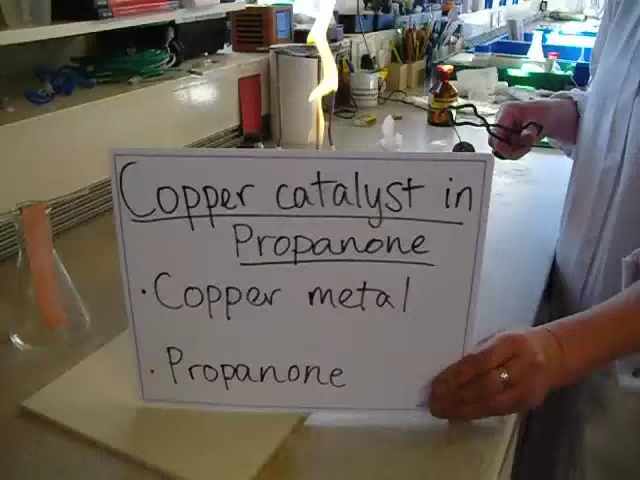 Copper catalyst in
Propanone
· Copper metal
· Propanone